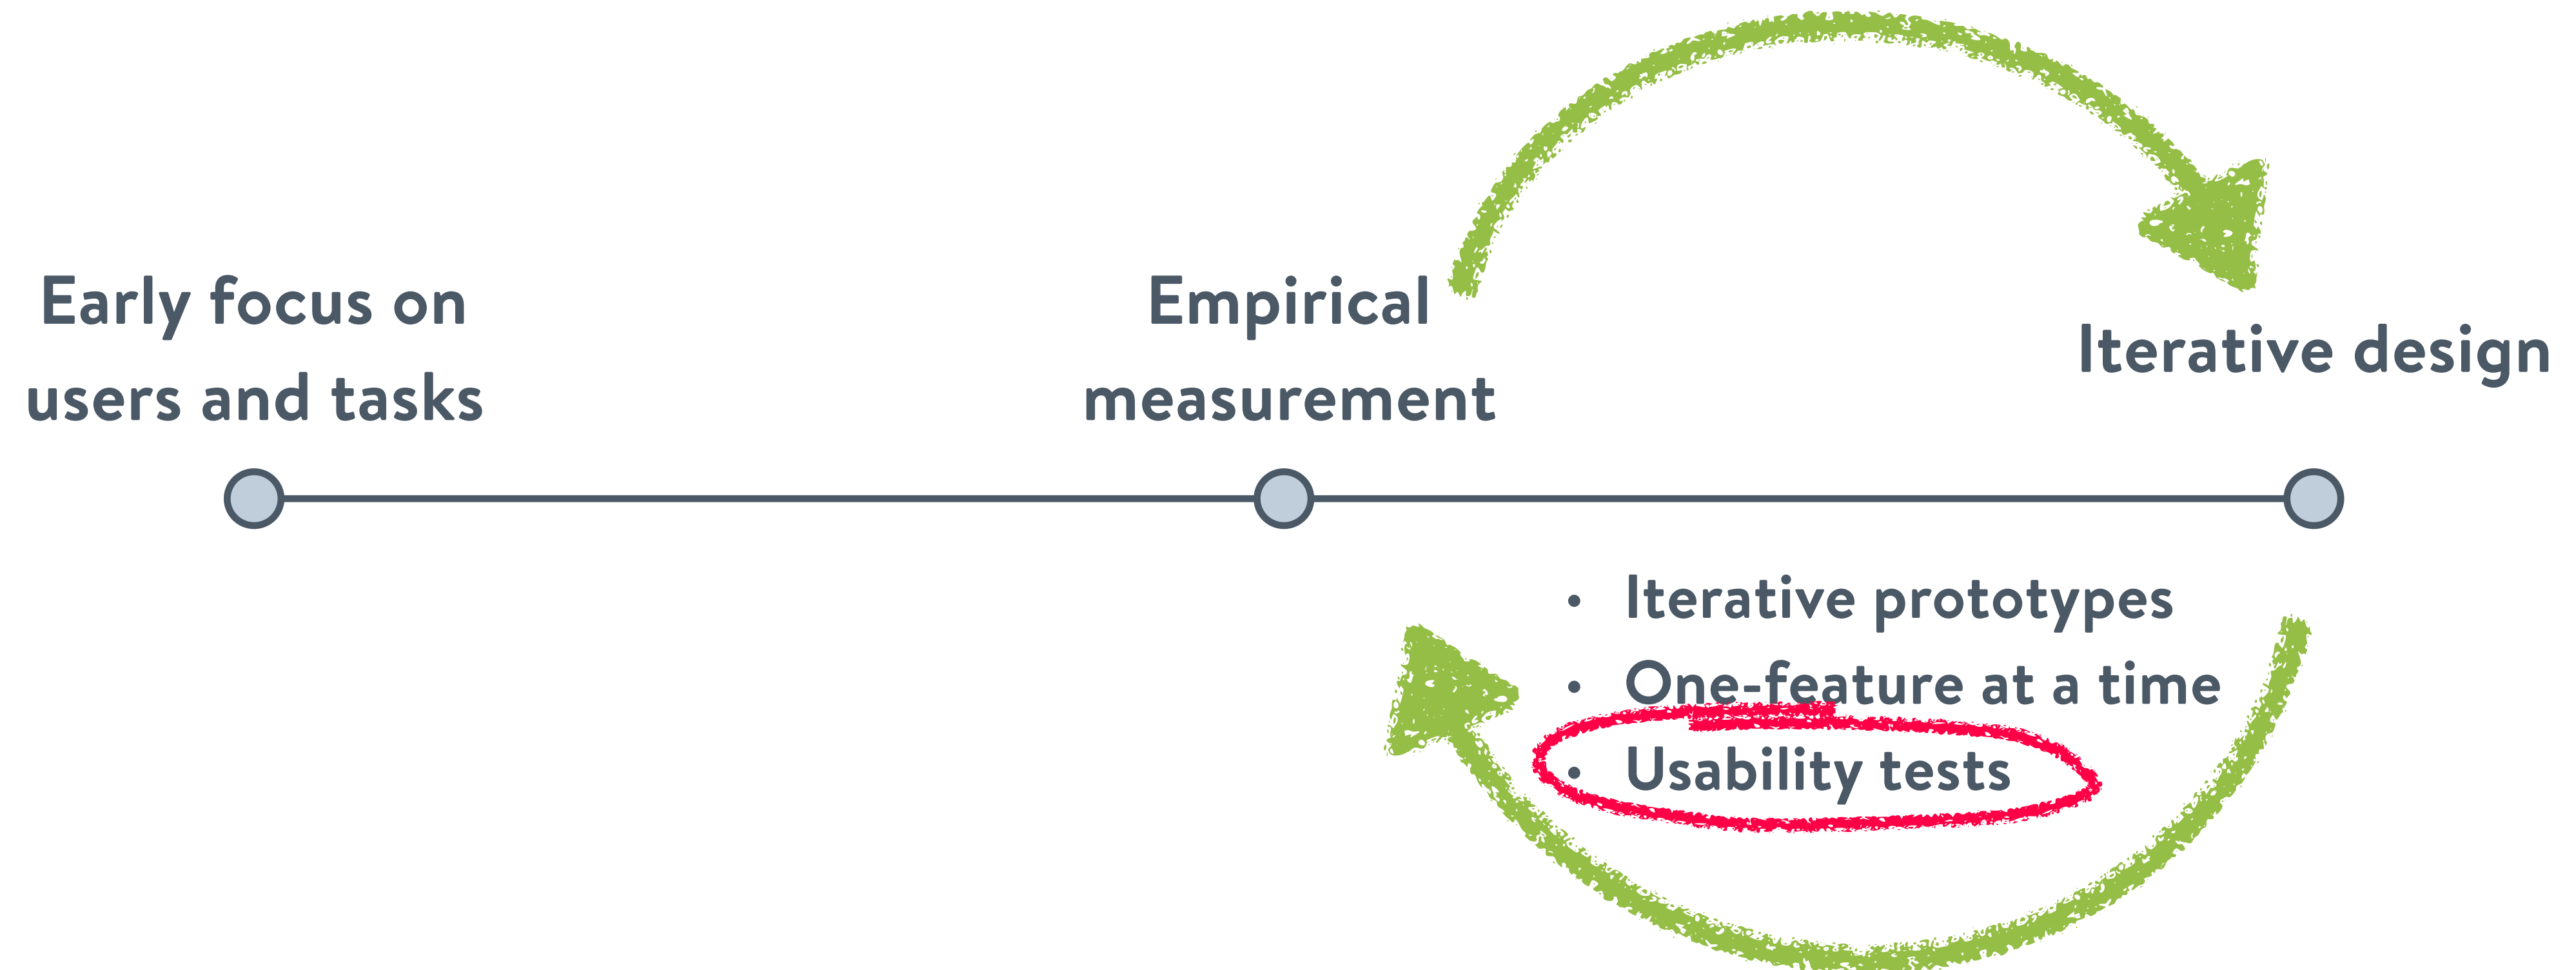 Early focus on
users and tasks
Empirical
measurement
Iterative design
• Iterative prototypes
• One-feature at a time
• Usability tests